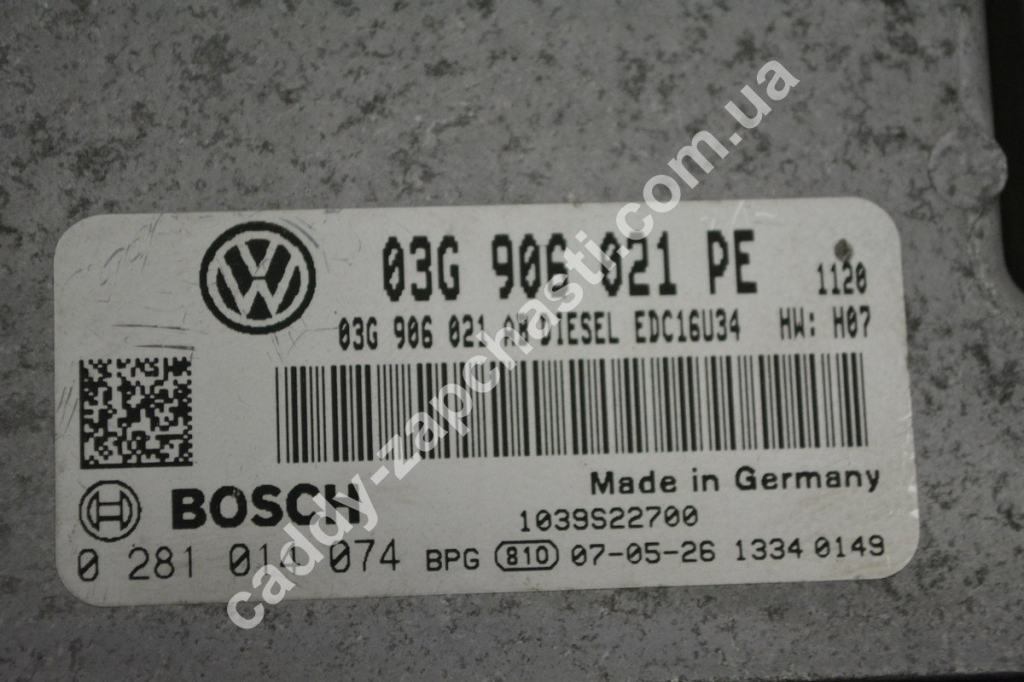 03G 906 021 PE 1120
03G 906 021 AM DIESEL EDC16U34 HW: H07
Made in Germany
BOSCH
1039S22700
0 281 014 074 BPG 810 07-05-26 1334 0149
caddy-zapchasti.com.ua